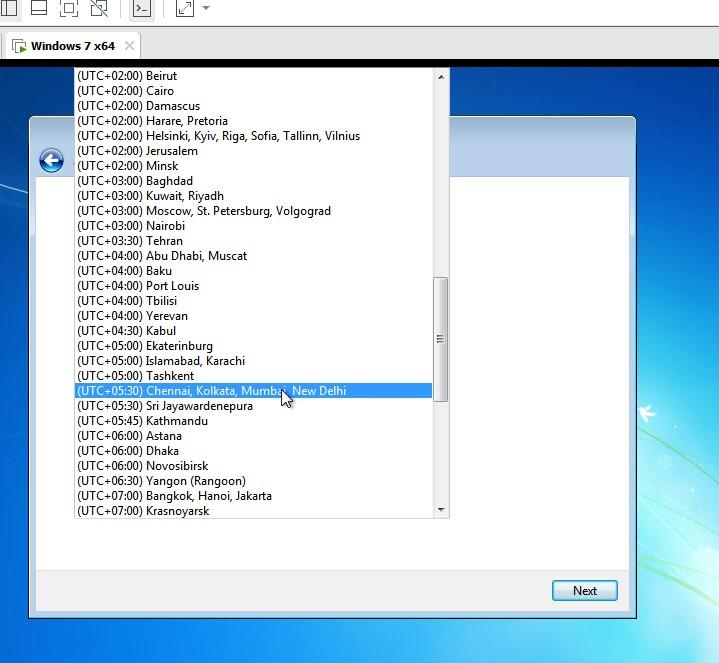 Windows 7 x64
(UTC+02:00) Beirut
(UTC+02:00) Cairo
(UTC+02:00) Damascus
(UTC+02:00) Harare, Pretoria
(UTC+02:00) Helsinki, Kyiv, Riga, Sofia, Tallinn, Vilnius
(UTC+02:00) Jerusalem
(UTC+02:00) Minsk
(UTC+03:00) Baghdad
(UTC+03:00) Kuwait, Riyadh
(UTC+03:00) Moscow, St. Petersburg, Volgograd
(UTC+03:00) Nairobi
(UTC+03:30) Tehran
(UTC+04:00) Abu Dhabi, Muscat
(UTC+04:00) Baku
(UTC+04:00) Port Louis
(UTC+04:00) Tbilisi
(UTC+04:00) Yerevan
(UTC+04:30) Kabul
(UTC+05:00) Ekaterinburg
(UTC+05:00) Islamabad, Karachi
(UTC+05:00) Tashkent
(UTC+05:30) Chennai, Kolkata, Mumbai, New Delhi
(UTC+05:30) Sri Jayawardenepura
(UTC+05:45) Kathmandu
(UTC+06:00) Astana
(UTC+06:00) Dhaka
(UTC+06:00) Novosibirsk
(UTC+06:30) Yangon (Rangoon)
(UTC+07:00) Bangkok, Hanoi, Jakarta
(UTC+07:00) Krasnoyarsk
Next